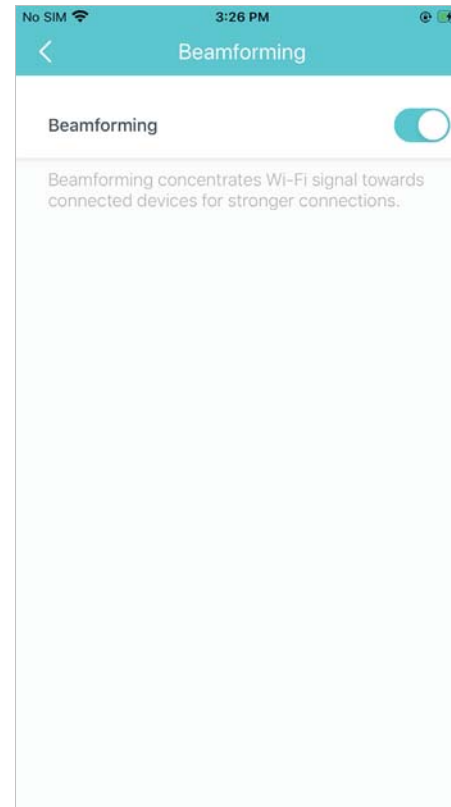 No SIM 3:26 PM
Beamforming
Beamforming
Beamforming concentrates Wi-Fi signal towards
connected devices for stronger connections.